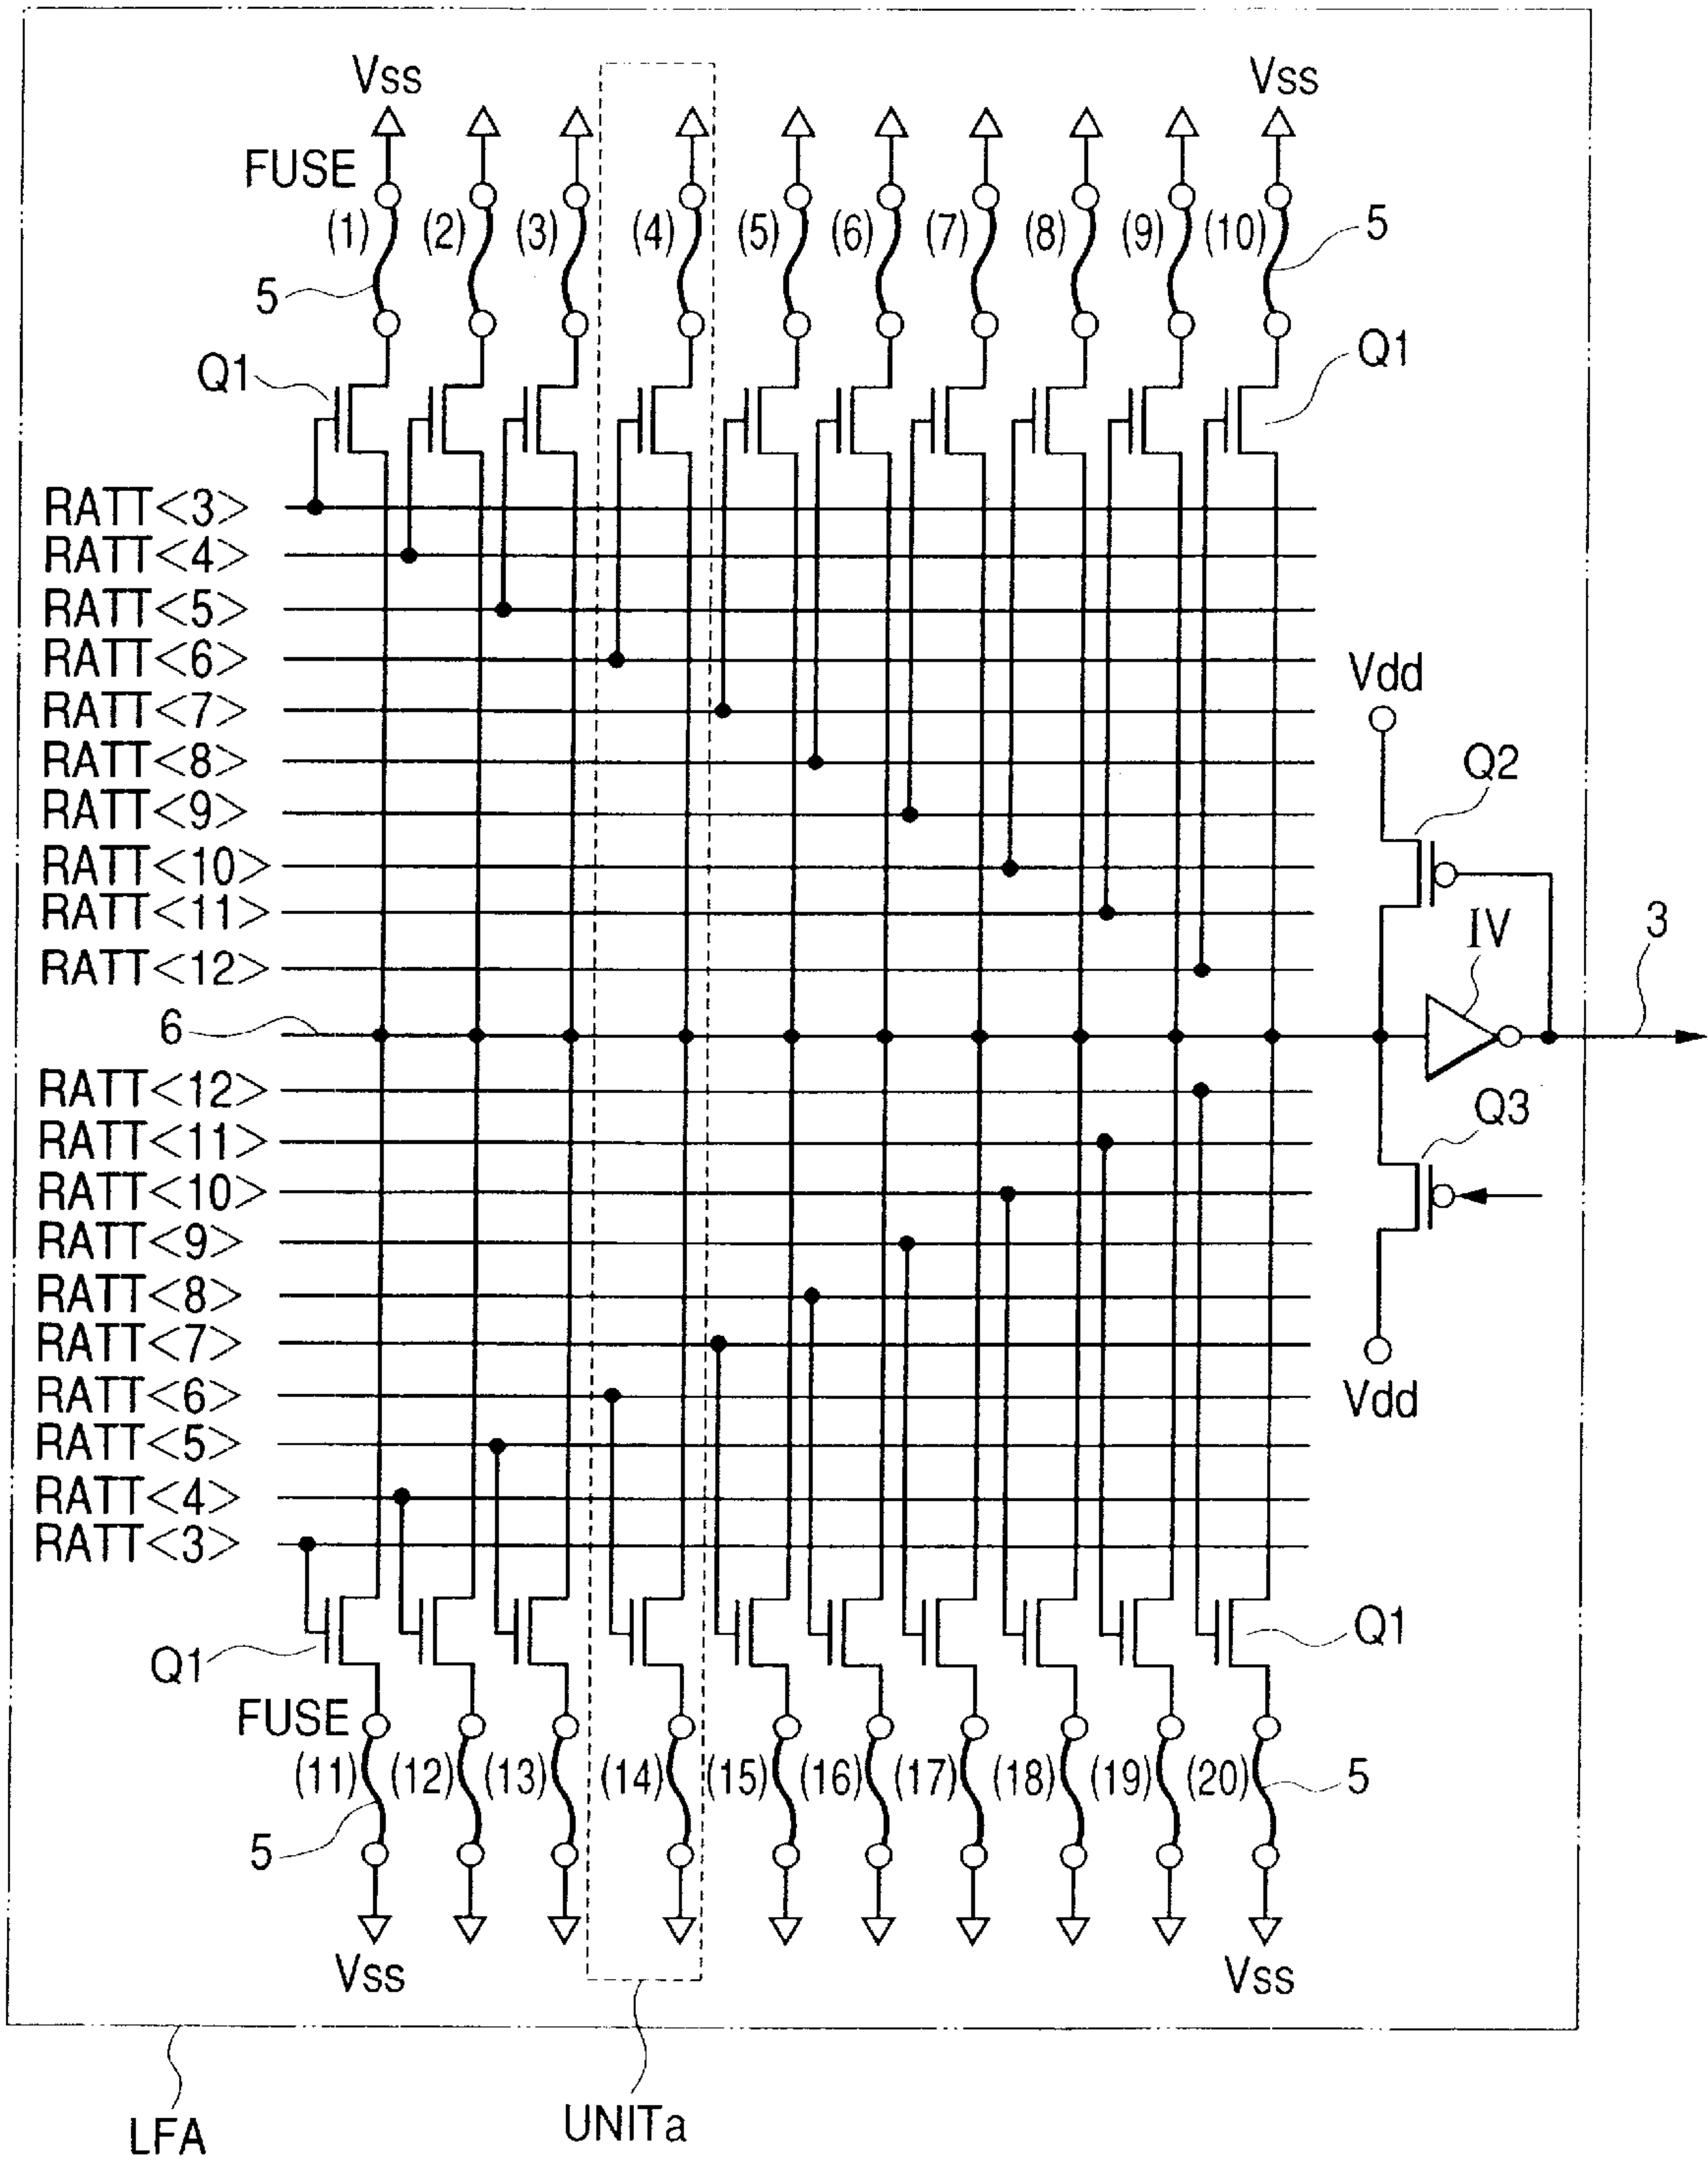 Vss Vss
FUSE
(1) (2) (3) (4) (5) (6) (7) (8) (9) (10) 5
5
Q1 Q1
RATT<3>
RATT<4>
RATT<5>
RATT<6>
RATT<7>
RATT<8>
RATT<9>
RATT<10>
RATT<11>
RATT<12>
Vdd
Q2
IV 3
6
RATT<12>
RATT<11>
RATT<10>
RATT<9>
RATT<8>
RATT<7>
RATT<6>
RATT<5>
RATT<4>
RATT<3>
Q3
Vdd
Q1 Q1
FUSE
(11) (12) (13) (14) (15) (16) (17) (18) (19) (20) 5
5
Vss Vss
LFA UNITa